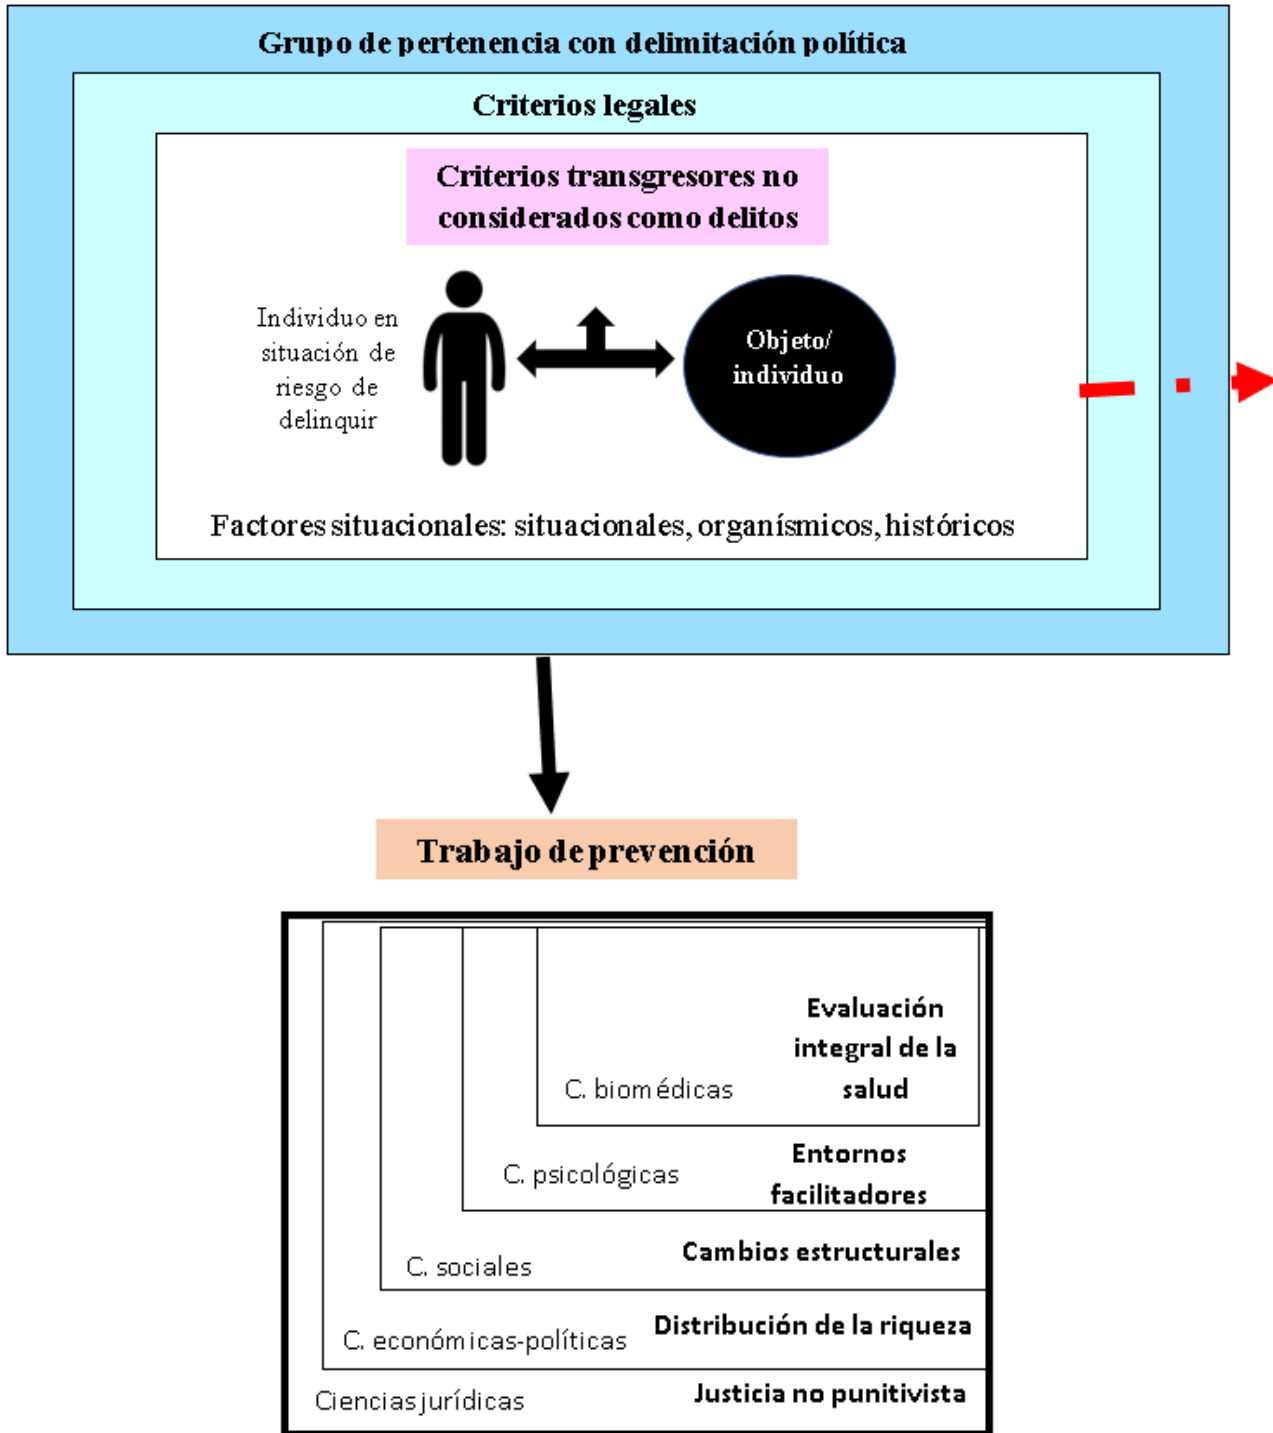 Grupo de pertenencia con delimitación política
Criterios legales
Criterios transgresores no
considerados como delitos
Individuo en
situación de
riesgo de
delinquir
Objeto/
individuo
Factores situacionales: situacionales, organísmicos, históricos
Trabajo de prevención
Evaluación
integral de la
salud
C. biomédicas
Entornos
facilitadores
C. psicológicas
Cambios estructurales
C. sociales
Distribución de la riqueza
C. económicas-políticas
Justicia no punitivista
Ciencias jurídicas